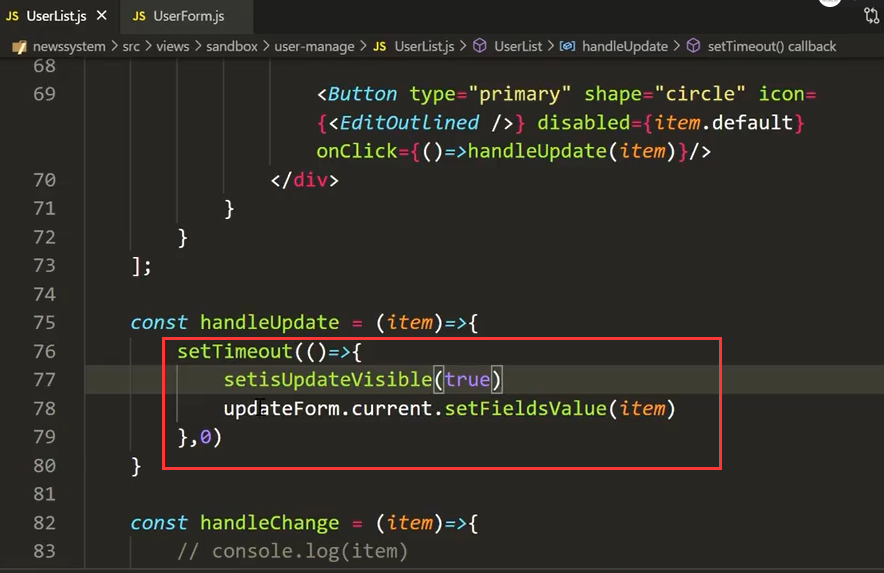 JS UserList.js × JS UserForm.js
newssystem > src > views > sandbox > user-manage > JS UserList.js > UserList > handleUpdate > setTimeout() callback
68
69 <Button type="primary" shape="circle" icon=
{<EditOutlined />} disabled={item.default}
onClick={()=>handleUpdate(item)}/>
70 </div>
71 }
72 }
73 ];
74
75 const handleUpdate = (item)=>{
76 setTimeout(()=>{
77 setisUpdateVisible(true)
78 updateForm.current.setFieldsValue(item)
79 },0)
80 }
81
82 const handleChange = (item)=>{
83 // console.log(item)